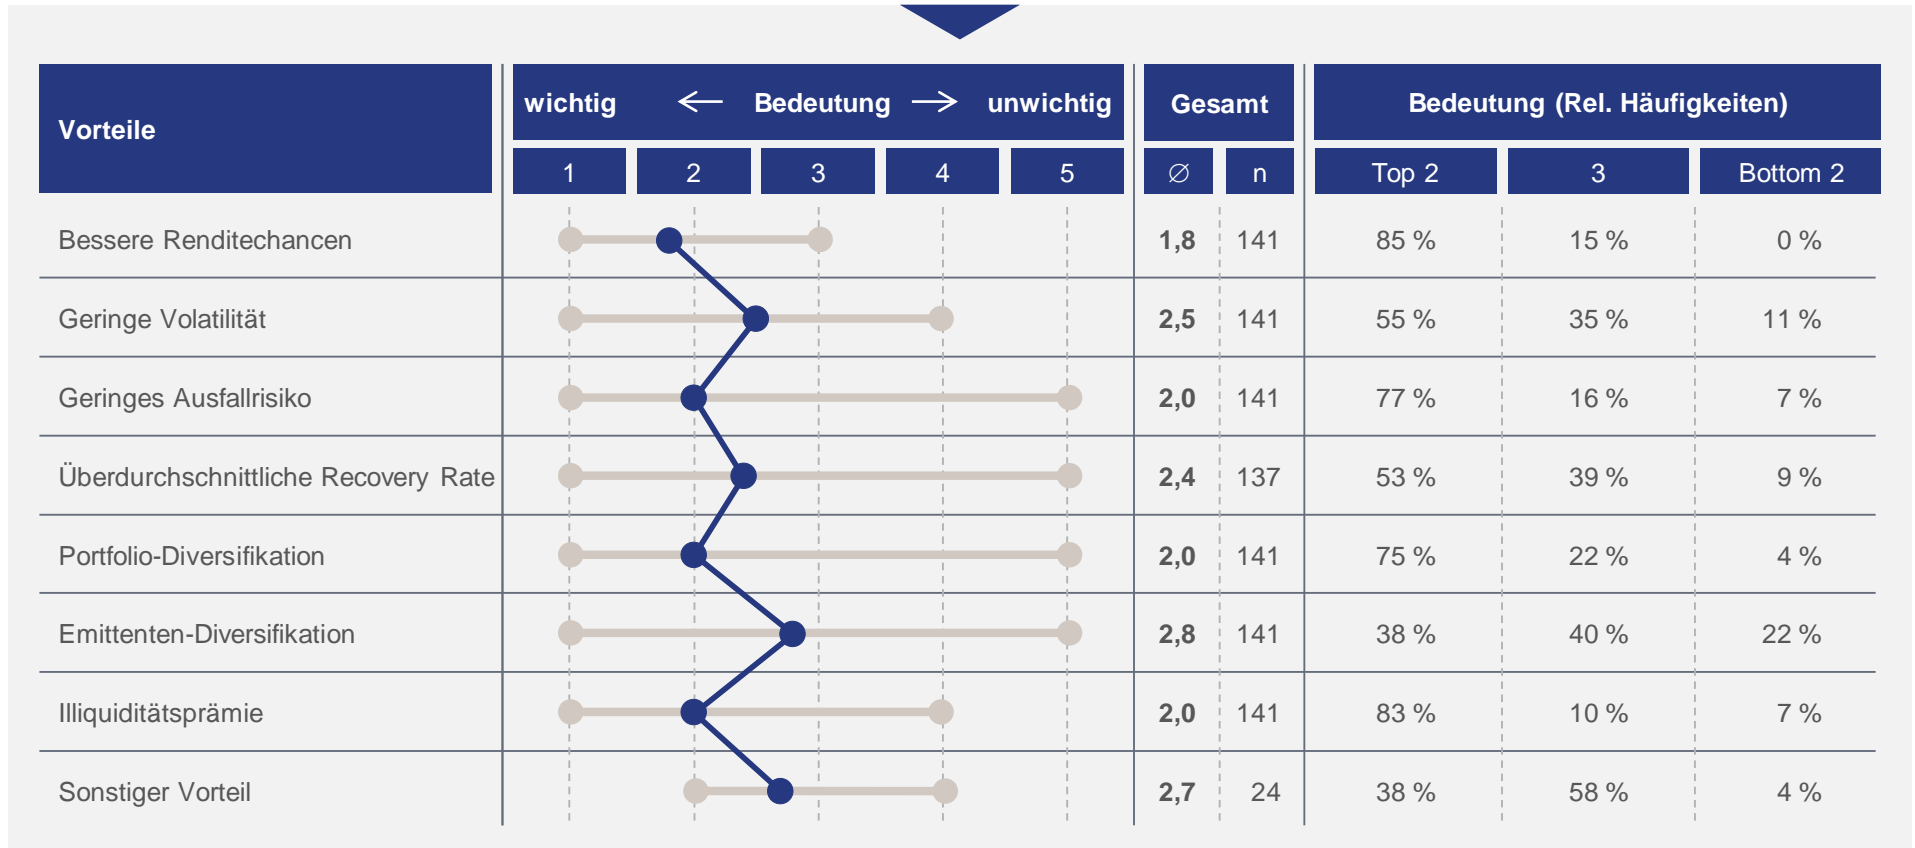 Vorteile
wichtig ← Bedeutung → unwichtig
Gesamt
Bedeutung (Rel. Häufigkeiten)
1 2 3 4 5
∅ n
Top 2 3 Bottom 2
Bessere Renditechancen 1,8 141 85 % 15 % 0 %
Geringe Volatilität 2,5 141 55 % 35 % 11 %
Geringes Ausfallrisiko 2,0 141 77 % 16 % 7 %
Überdurchschnittliche Recovery Rate 2,4 137 53 % 39 % 9 %
Portfolio-Diversifikation 2,0 141 75 % 22 % 4 %
Emittenten-Diversifikation 2,8 141 38 % 40 % 22 %
Illiquiditätsprämie 2,0 141 83 % 10 % 7 %
Sonstiger Vorteil 2,7 24 38 % 58 % 4 %